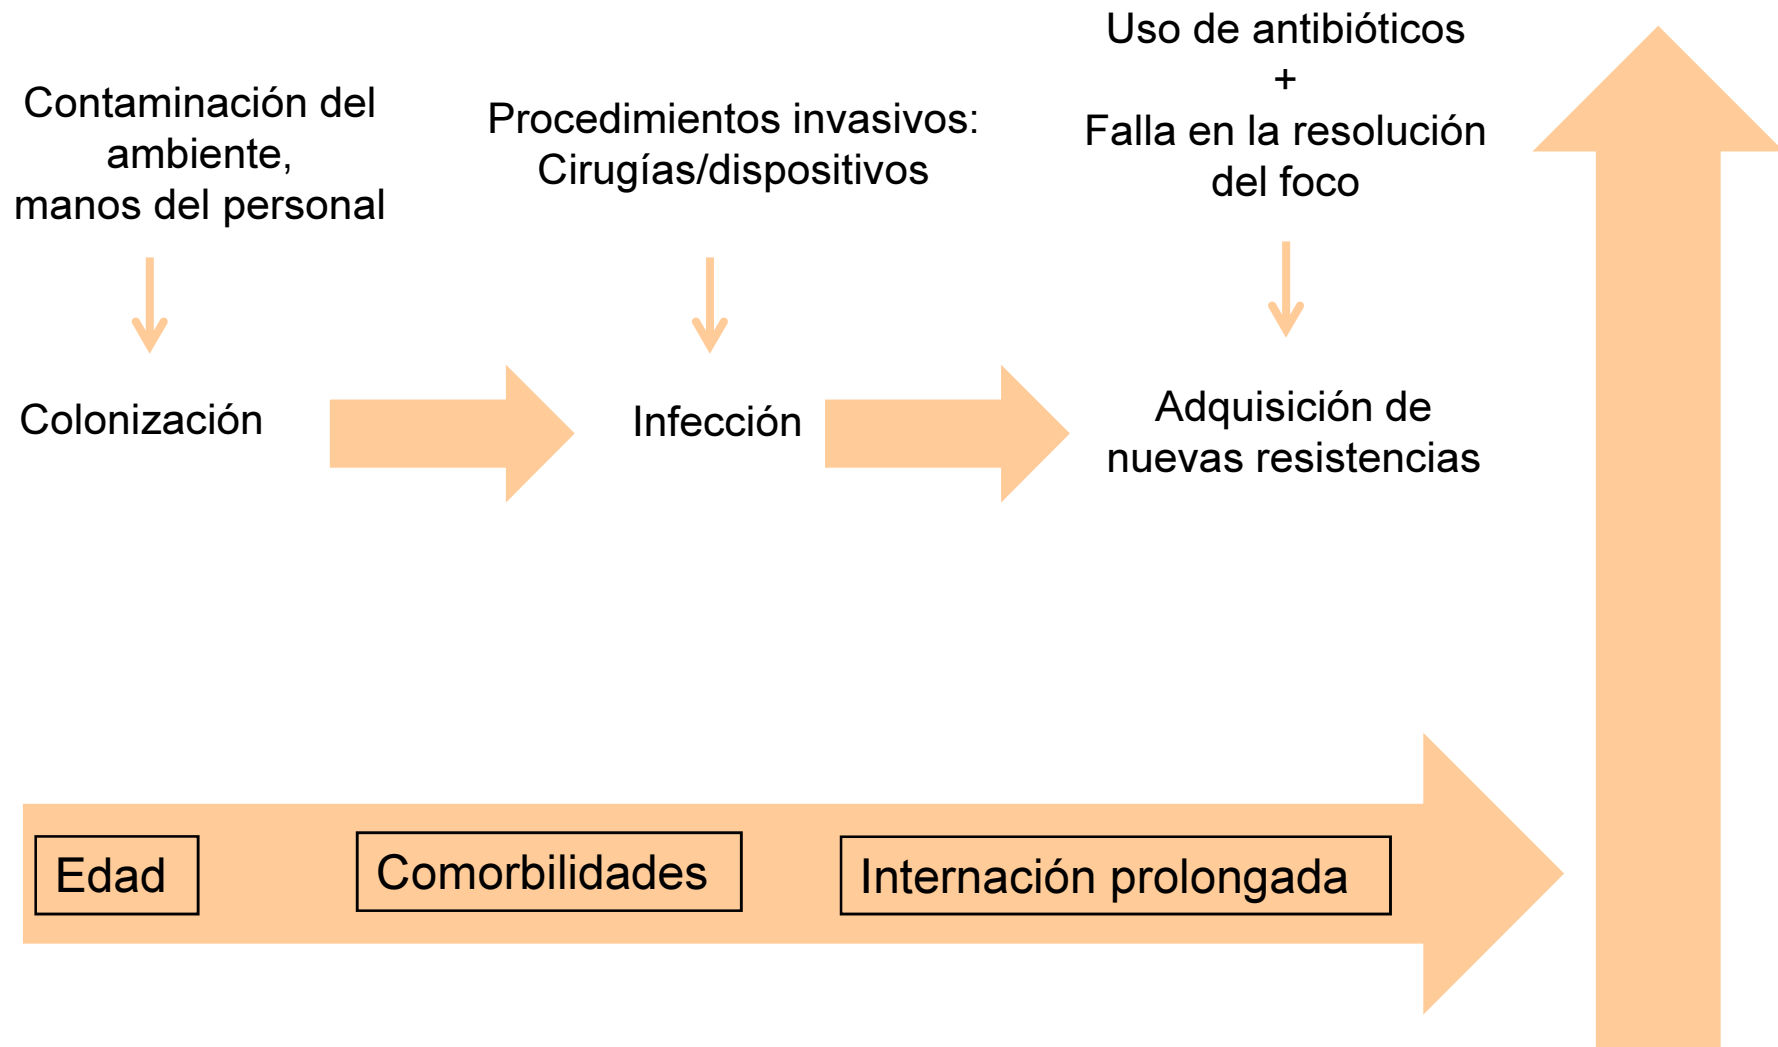 Contaminación del
ambiente,
manos del personal
Procedimientos invasivos:
Cirugías/dispositivos
Uso de antibióticos
+
Falla en la resolución
del foco
Colonización
Infección
Adquisición de
nuevas resistencias
Edad
Comorbilidades
Internación prolongada